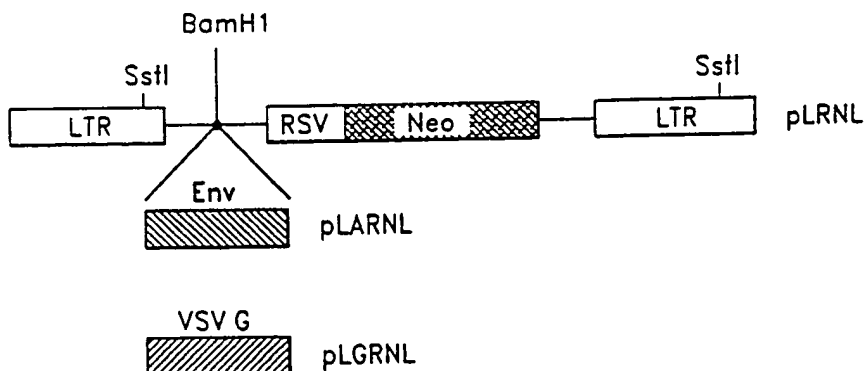 BamH1
SstI SstI
LTR RSV Neo LTR pLRNL
Env
pLARNL
VSV G
pLGRNL